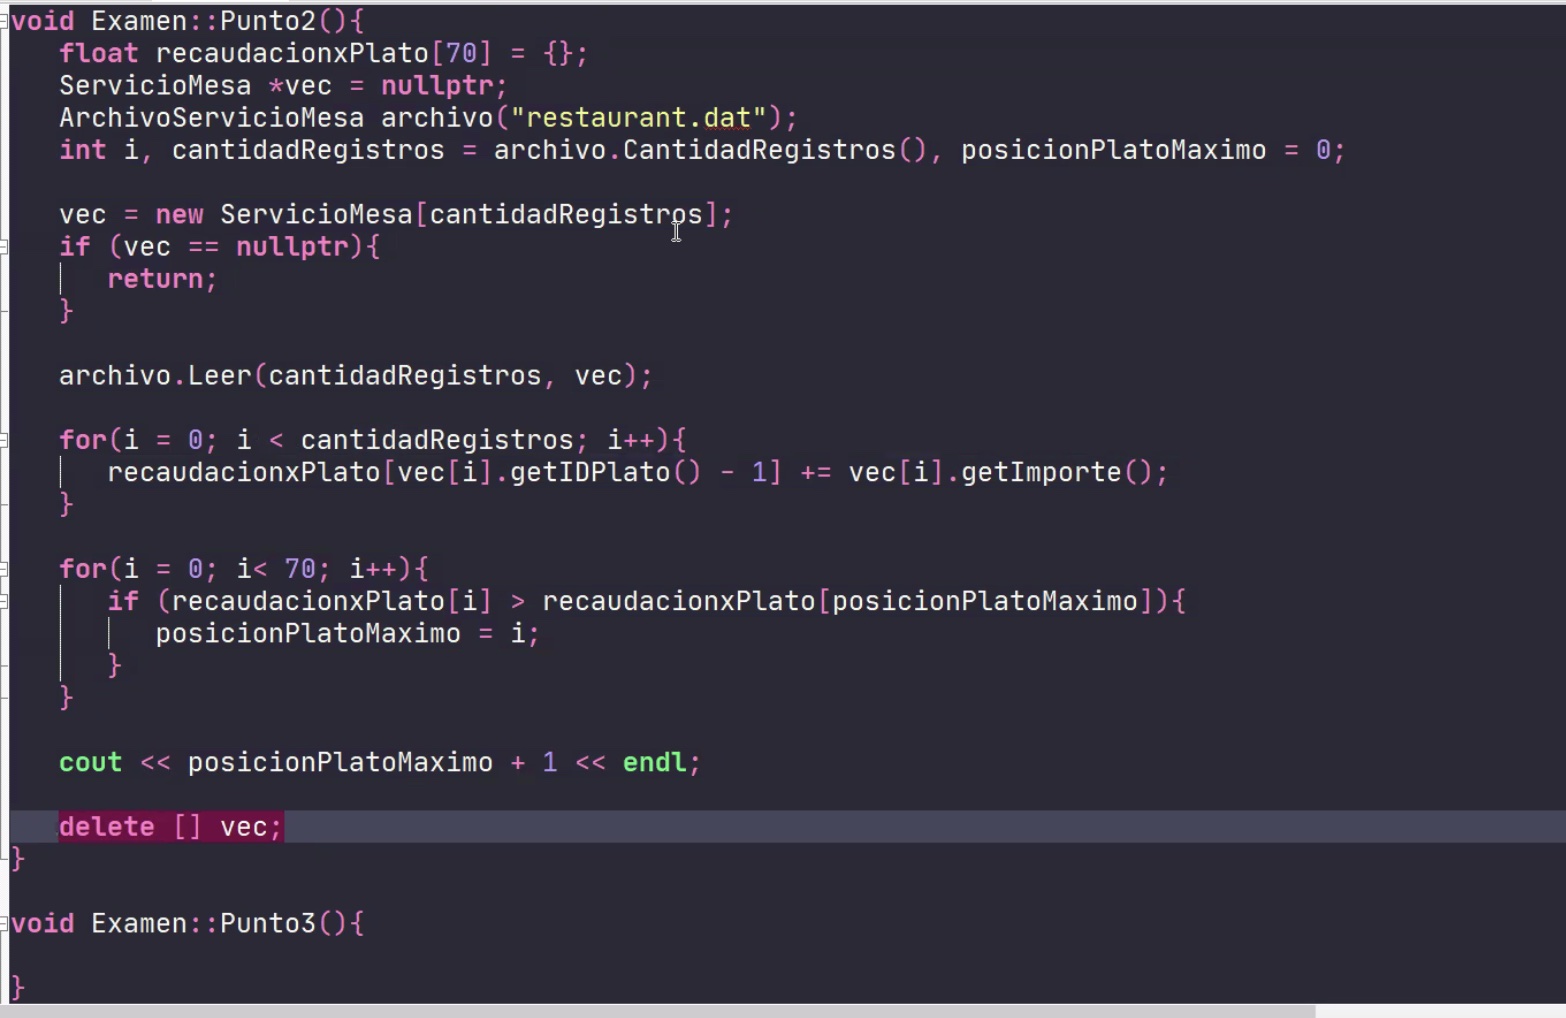 void Examen::Punto2(){
float recaudacionxPlato[70] = {};
ServicioMesa *vec = nullptr;
ArchivoServicioMesa archivo("restaurant.dat");
int i, cantidadRegistros = archivo.CantidadRegistros(), posicionPlatoMaximo = 0;
vec = new ServicioMesa[cantidadRegistros];
if (vec == nullptr){
return;
}
archivo.Leer(cantidadRegistros, vec);
for(i = 0; i < cantidadRegistros; i++){
recaudacionxPlato[vec[i].getIDPlato() - 1] += vec[i].getImporte();
}
for(i = 0; i< 70; i++){
if (recaudacionxPlato[i] > recaudacionxPlato[posicionPlatoMaximo]){
posicionPlatoMaximo = i;
}
}
cout << posicionPlatoMaximo + 1 << endl;
delete [] vec;
}
void Examen::Punto3(){
}